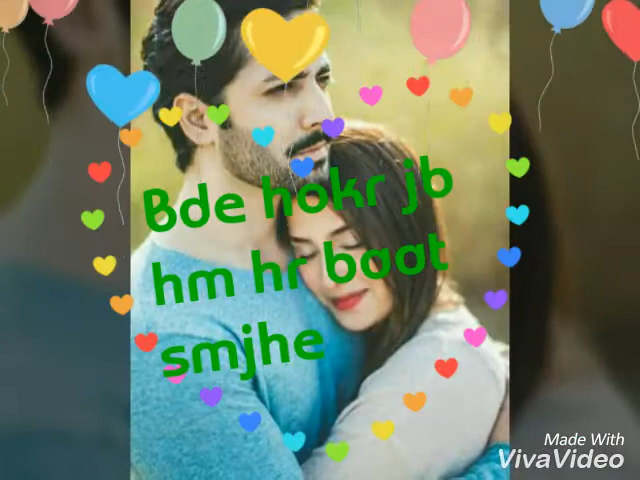 Bde hokr jb
hm hr baat
smjhe
Made With
VivaVideo